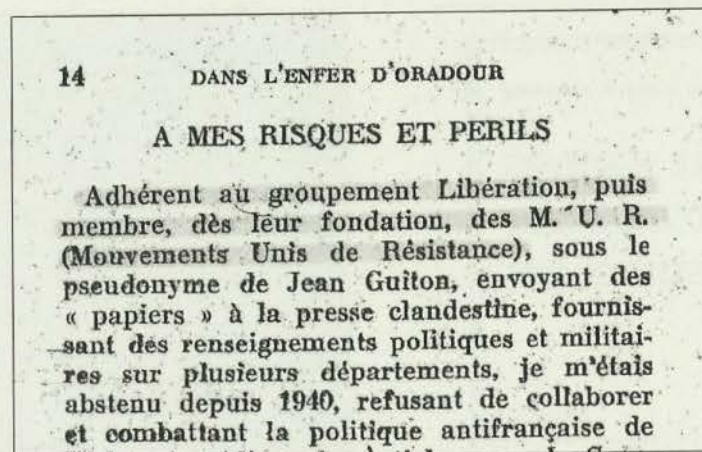 14 DANS L'ENFER D'ORADOUR
A MES RISQUES ET PERILS
Adhérent au groupement Libération, puis
membre, dès leur fondation, des M. U. R.
(Mouvements Unis de Résistance), sous le
pseudonyme de Jean Guiton, envoyant des
« papiers » à la presse clandestine, fournis-
sant des renseignements politiques et militai-
res sur plusieurs départements, je m'étais
abstenu depuis 1940, refusant de collaborer
et combattant la politique antifrançaise de